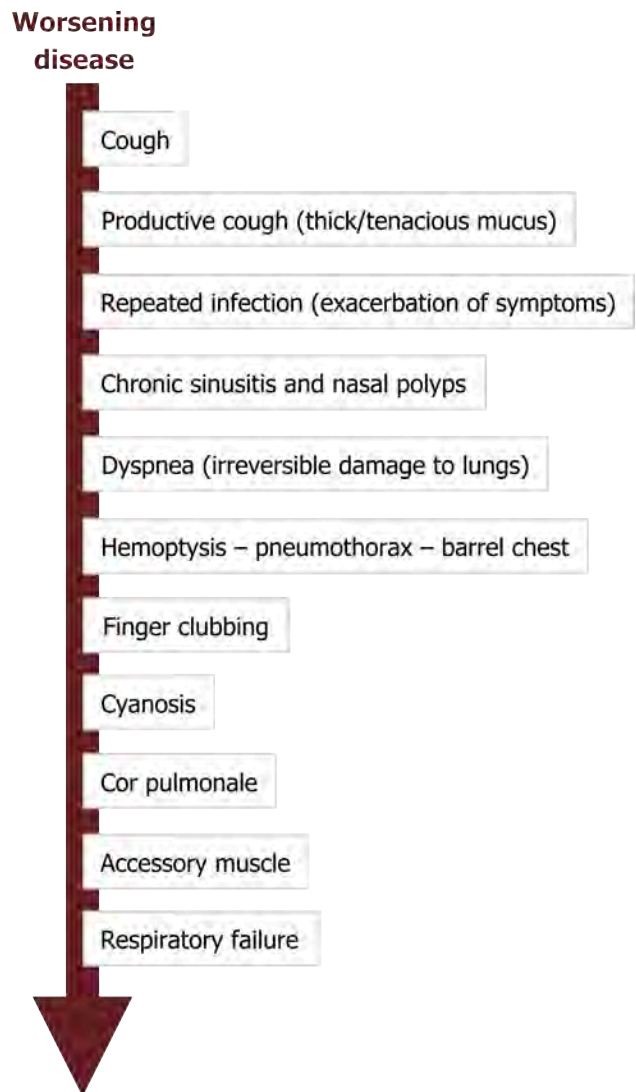 Worsening
disease
Cough
Productive cough (thick/tenacious mucus)
Repeated infection (exacerbation of symptoms)
Chronic sinusitis and nasal polyps
Dyspnea (irreversible damage to lungs)
Hemoptysis – pneumothorax – barrel chest
Finger clubbing
Cyanosis
Cor pulmonale
Accessory muscle
Respiratory failure